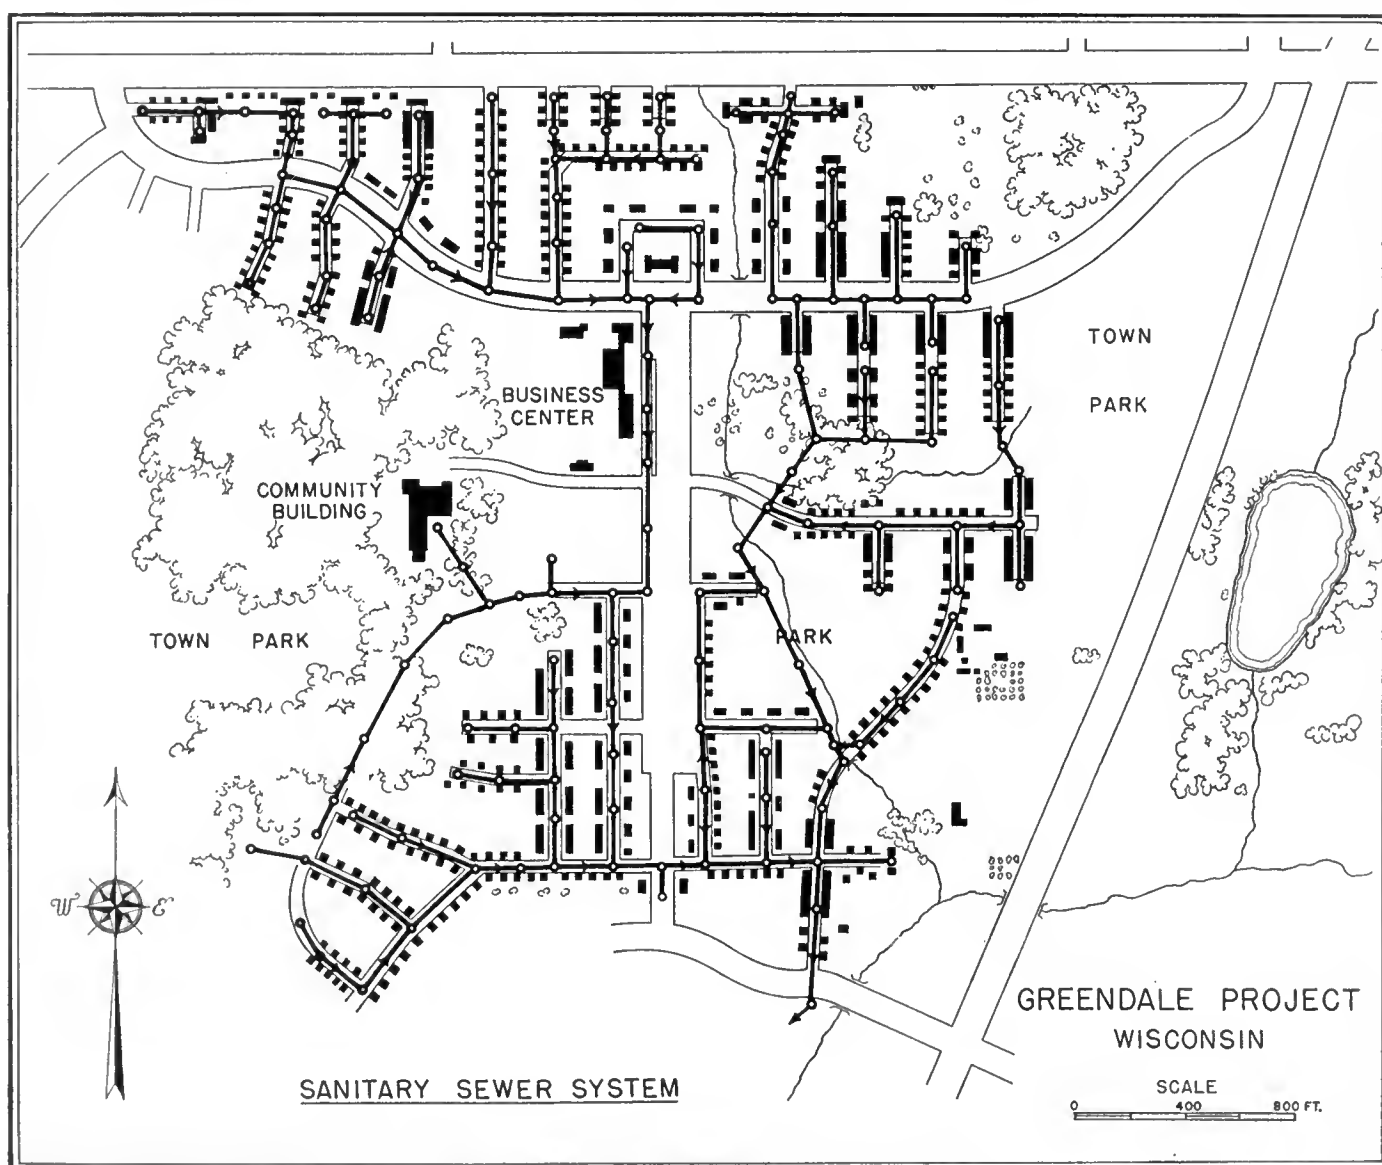 TOWN
PARK
BUSINESS
CENTER
COMMUNITY
BUILDING
TOWN PARK
PARK
W E
GREENDALE PROJECT
WISCONSIN
SANITARY SEWER SYSTEM
SCALE
0 400 800 FT.